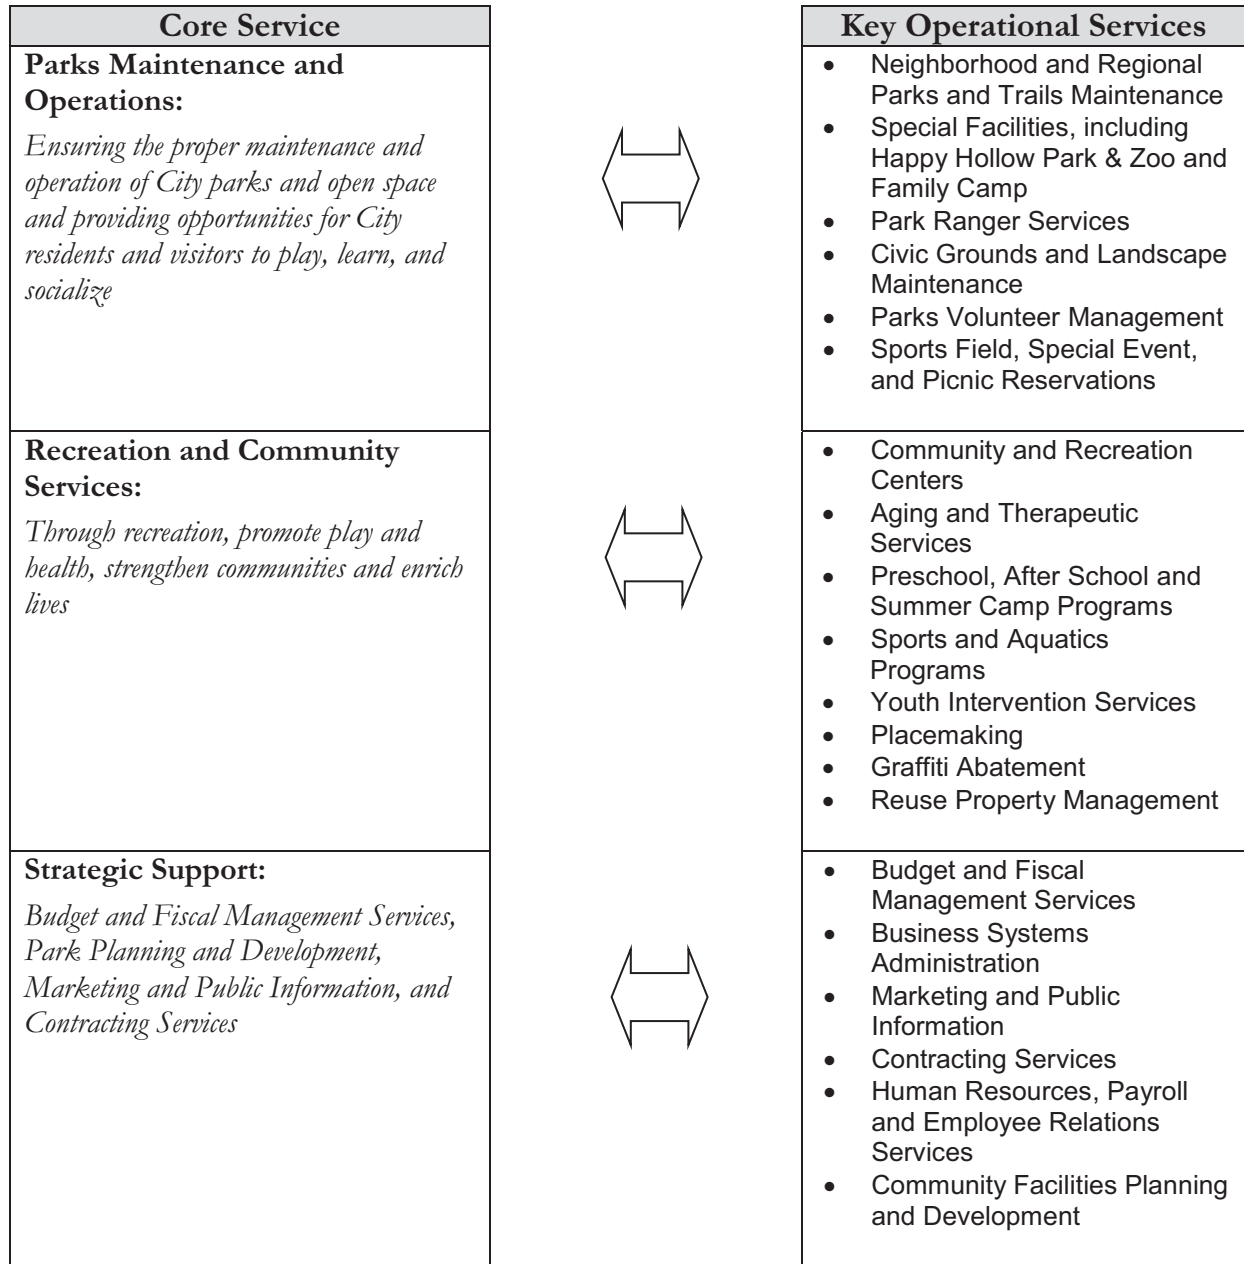 Core Service
Parks Maintenance and
Operations:
Ensuring the proper maintenance and
operation of City parks and open space
and providing opportunities for City
residents and visitors to play, learn, and
socialize
Key Operational Services
• Neighborhood and Regional
Parks and Trails Maintenance
• Special Facilities, including
Happy Hollow Park & Zoo and
Family Camp
• Park Ranger Services
• Civic Grounds and Landscape
Maintenance
• Parks Volunteer Management
• Sports Field, Special Event,
and Picnic Reservations
Recreation and Community
Services:
Through recreation, promote play and
health, strengthen communities and enrich
lives
• Community and Recreation
Centers
• Aging and Therapeutic
Services
• Preschool, After School and
Summer Camp Programs
• Sports and Aquatics
Programs
• Youth Intervention Services
• Placemaking
• Graffiti Abatement
• Reuse Property Management
Strategic Support:
Budget and Fiscal Management Services,
Park Planning and Development,
Marketing and Public Information, and
Contracting Services
• Budget and Fiscal
Management Services
• Business Systems
Administration
• Marketing and Public
Information
• Contracting Services
• Human Resources, Payroll
and Employee Relations
Services
• Community Facilities Planning
and Development